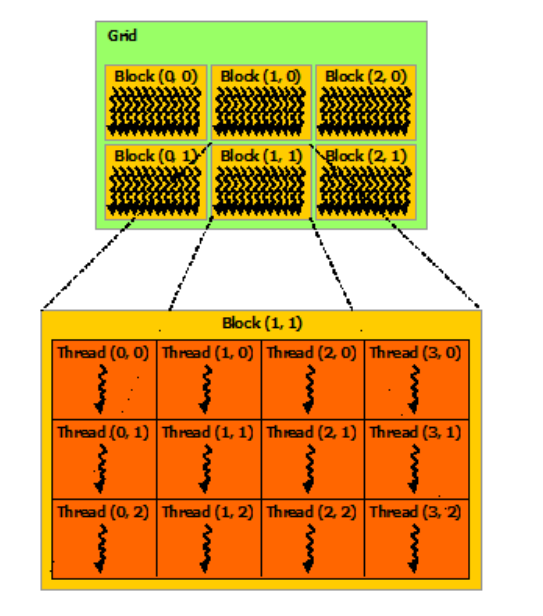 Grid
Block (0, 0) Block (1, 0) Block (2, 0)
Block (0, 1) Block (1, 1) Block (2, 1)
Block (1, 1)
Thread (0, 0) Thread (1, 0) Thread (2, 0) Thread (3, 0)
Thread (0, 1) Thread (1, 1) Thread (2, 1) Thread (3, 1)
Thread (0, 2) Thread (1, 2) Thread (2, 2) Thread (3, 2)